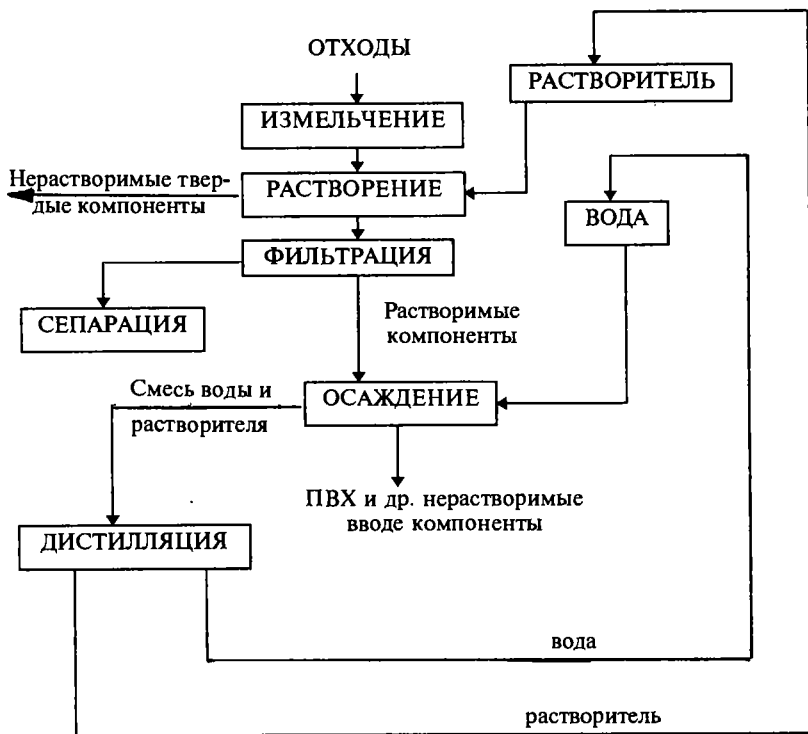 ОТХОДЫ
РАСТВОРИТЕЛЬ
ИЗМЕЛЬЧЕНИЕ
Нерастворимые твер-
дые компоненты
РАСТВОРЕНИЕ
ВОДА
ФИЛЬТРАЦИЯ
СЕПАРАЦИЯ
Растворимые
компоненты
Смесь воды и
растворителя
ОСАЖДЕНИЕ
ПВХ и др. нерастворимые
вводе компоненты
ДИСТИЛЛЯЦИЯ
вода
растворитель